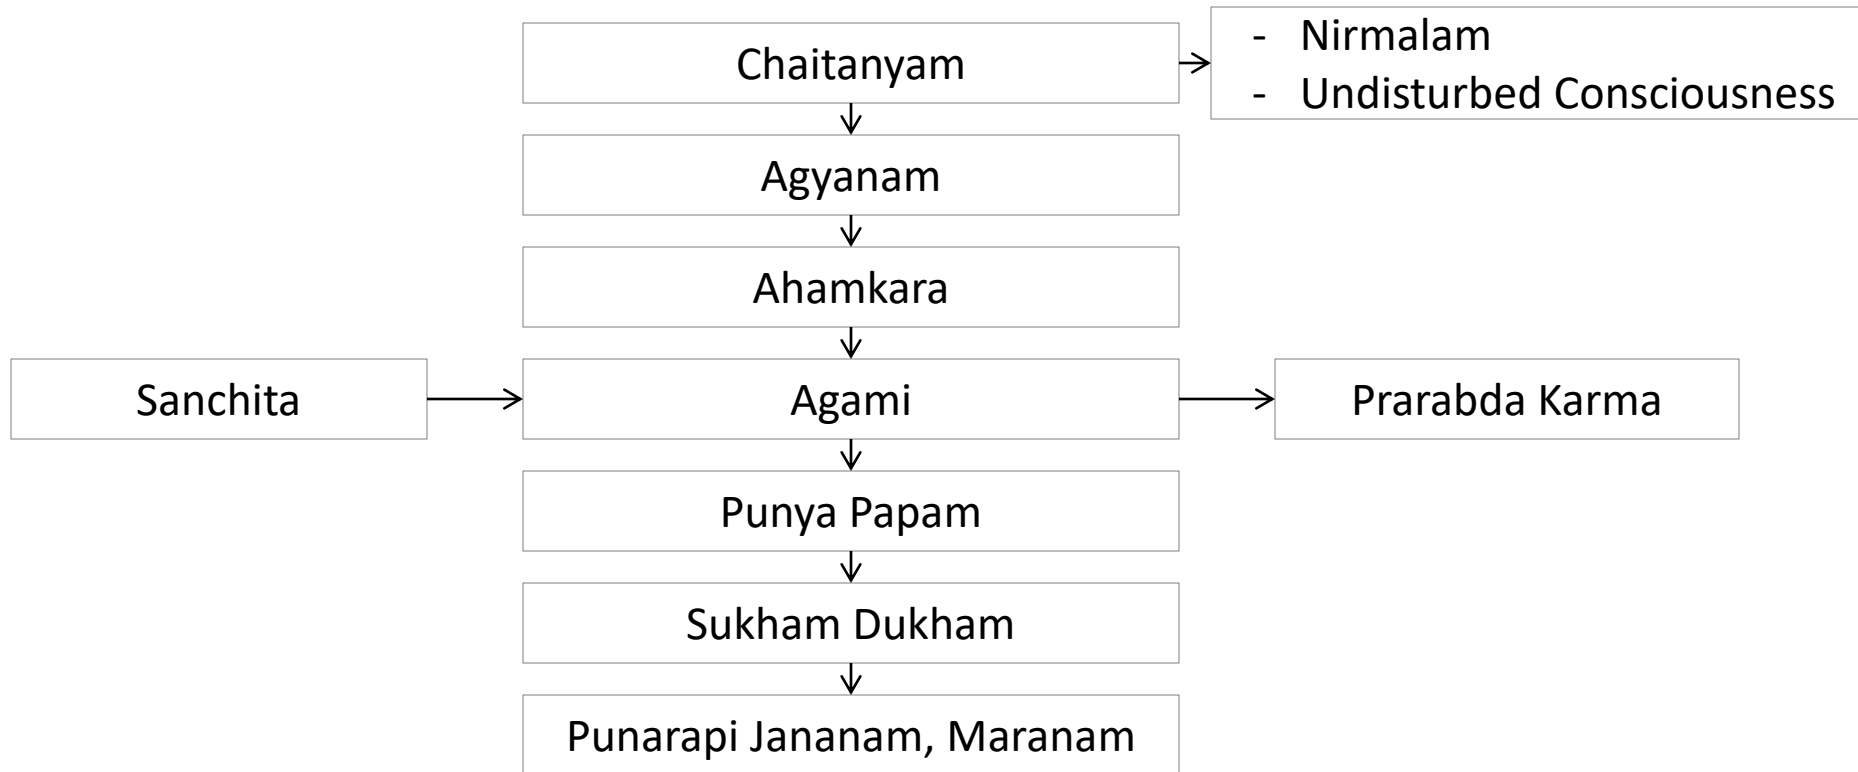 Chaitanyam
- Nirmalam
- Undisturbed Consciousness
Agyanam
Ahamkara
Sanchita
Agami
Prarabda Karma
Punya Papam
Sukham Dukham
Punarapi Jananam, Maranam